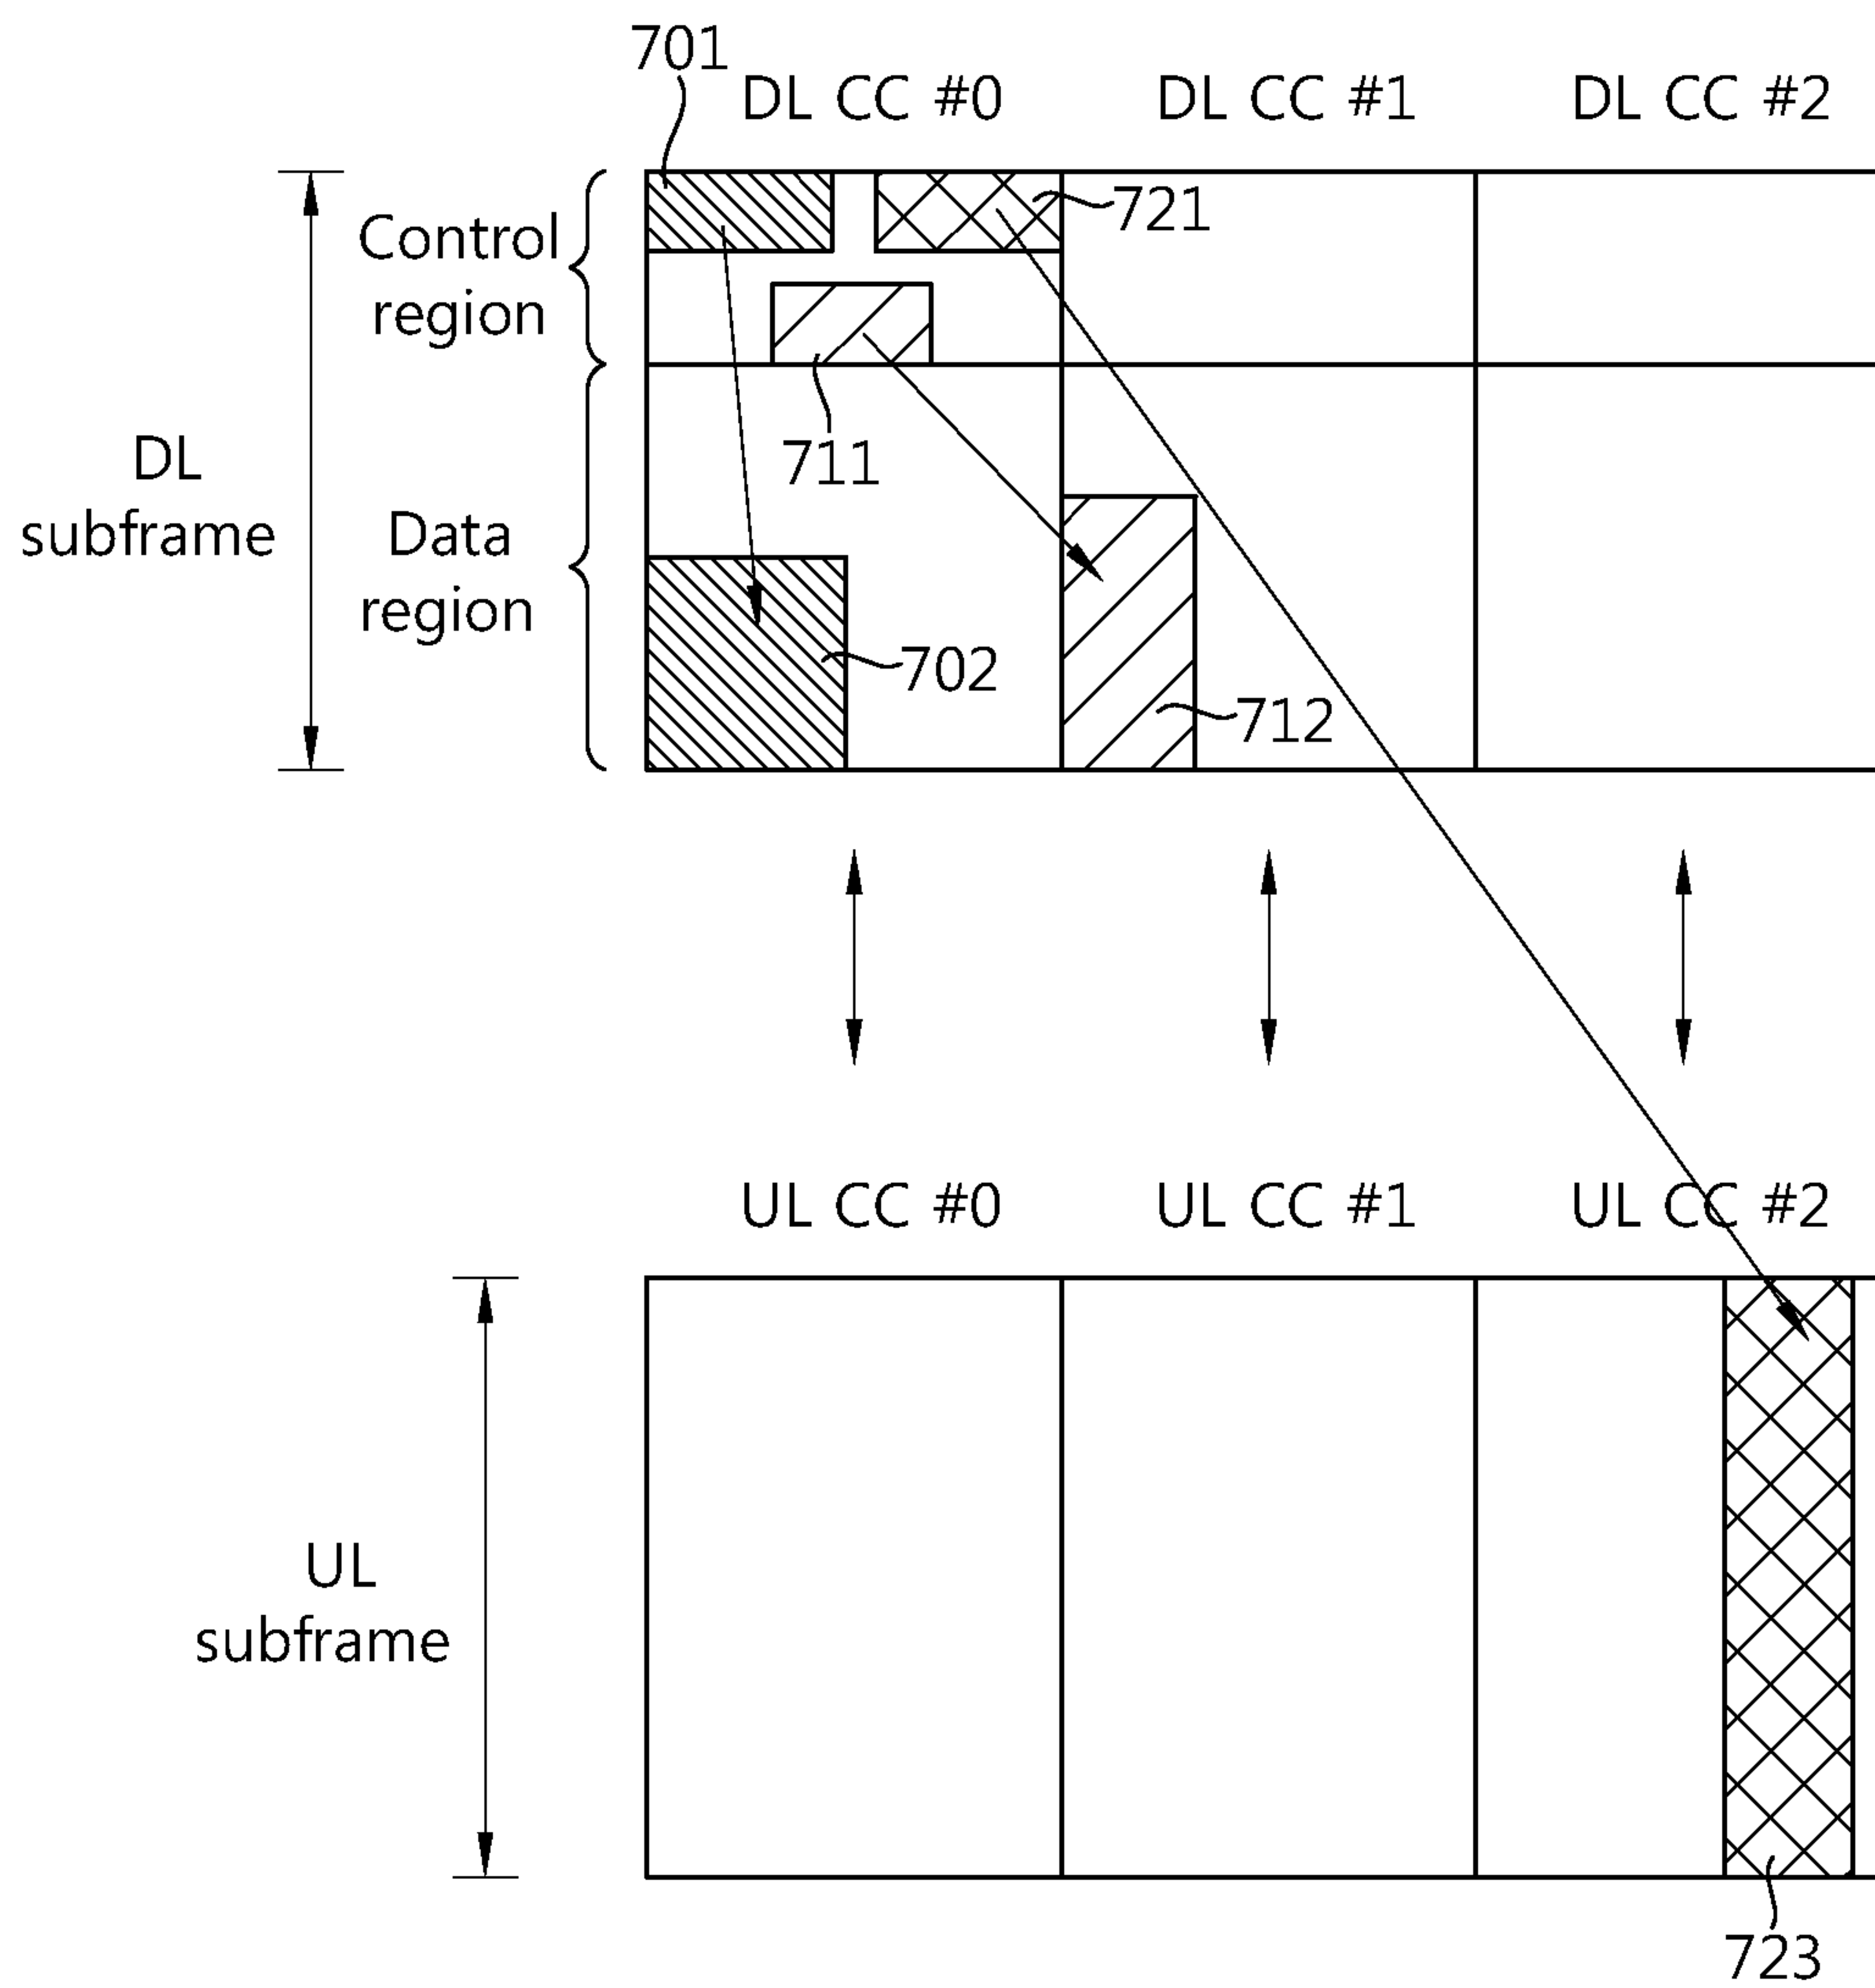 701
DL CC #0
DL CC #1
DL CC #2
721
Control
region
711
DL
subframe
Data
region
702
712
UL CC #0
UL CC #1
UL CC #2
UL
subframe
723